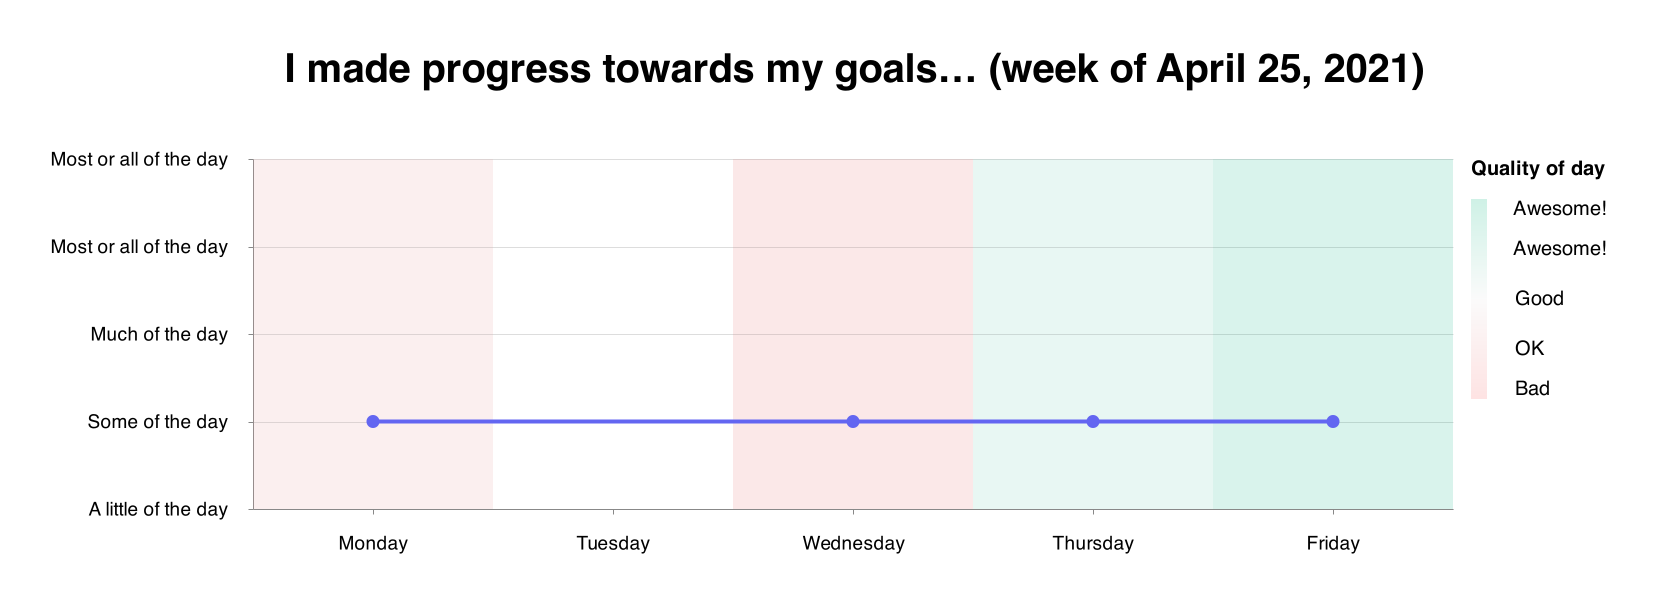 I made progress towards my goals… (week of April 25, 2021)
Most or all of the day
Most or all of the day
Much of the day
Some of the day
A little of the day
Monday Tuesday Wednesday Thursday Friday
Quality of day
Awesome!
Awesome!
Good
OK
Bad